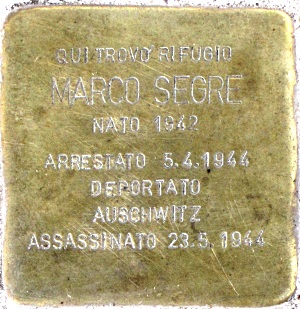 QUI TROVÒ RIFUGIO
MARCO SEGRE
NATO 1942
ARRESTATO 5.4.1944
DEPORTATO
AUSCHWITZ
ASSASSINATO 23.5.1944